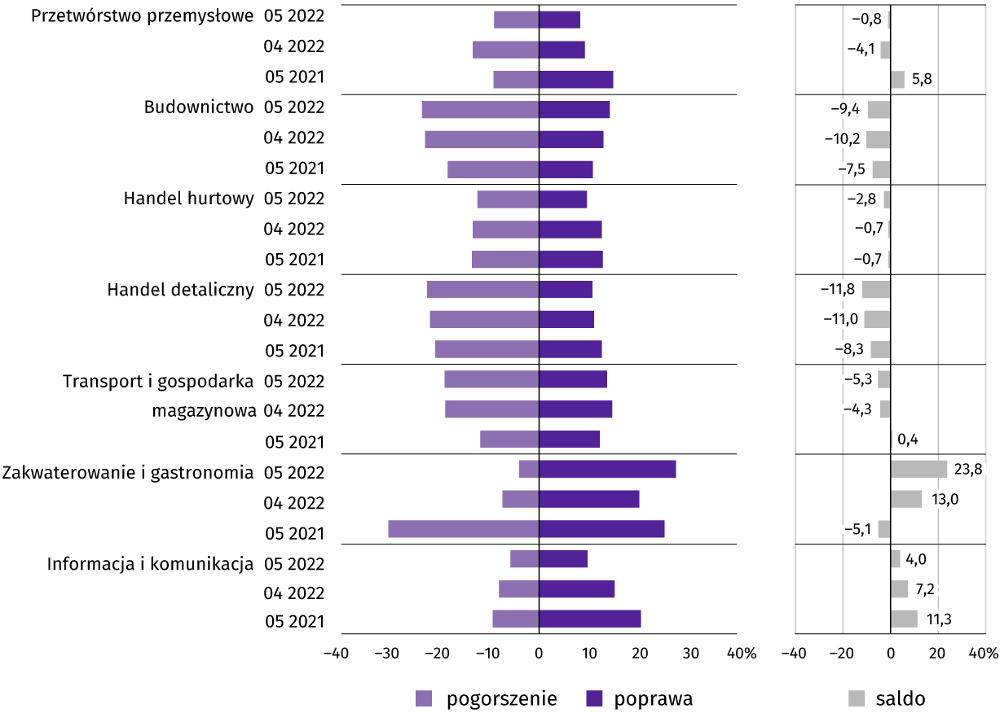 Przetwórstwo przemysłowe 05 2022 −0,8
04 2022 −4,1
05 2021 5,8
Budownictwo 05 2022 −9,4
04 2022 −10,2
05 2021 −7,5
Handel hurtowy 05 2022 −2,8
04 2022 −0,7
05 2021 −0,7
Handel detaliczny 05 2022 −11,8
04 2022 −11,0
05 2021 −8,3
Transport i gospodarka 05 2022 −5,3
magazynowa 04 2022 −4,3
05 2021 0,4
Zakwaterowanie i gastronomia 05 2022 23,8
04 2022 13,0
05 2021 −5,1
Informacja i komunikacja 05 2022 4,0
04 2022 7,2
05 2021 11,3
−40 −30 −20 −10 0 10 20 30 40% −40 −20 0 20 40%
pogorszenie poprawa saldo